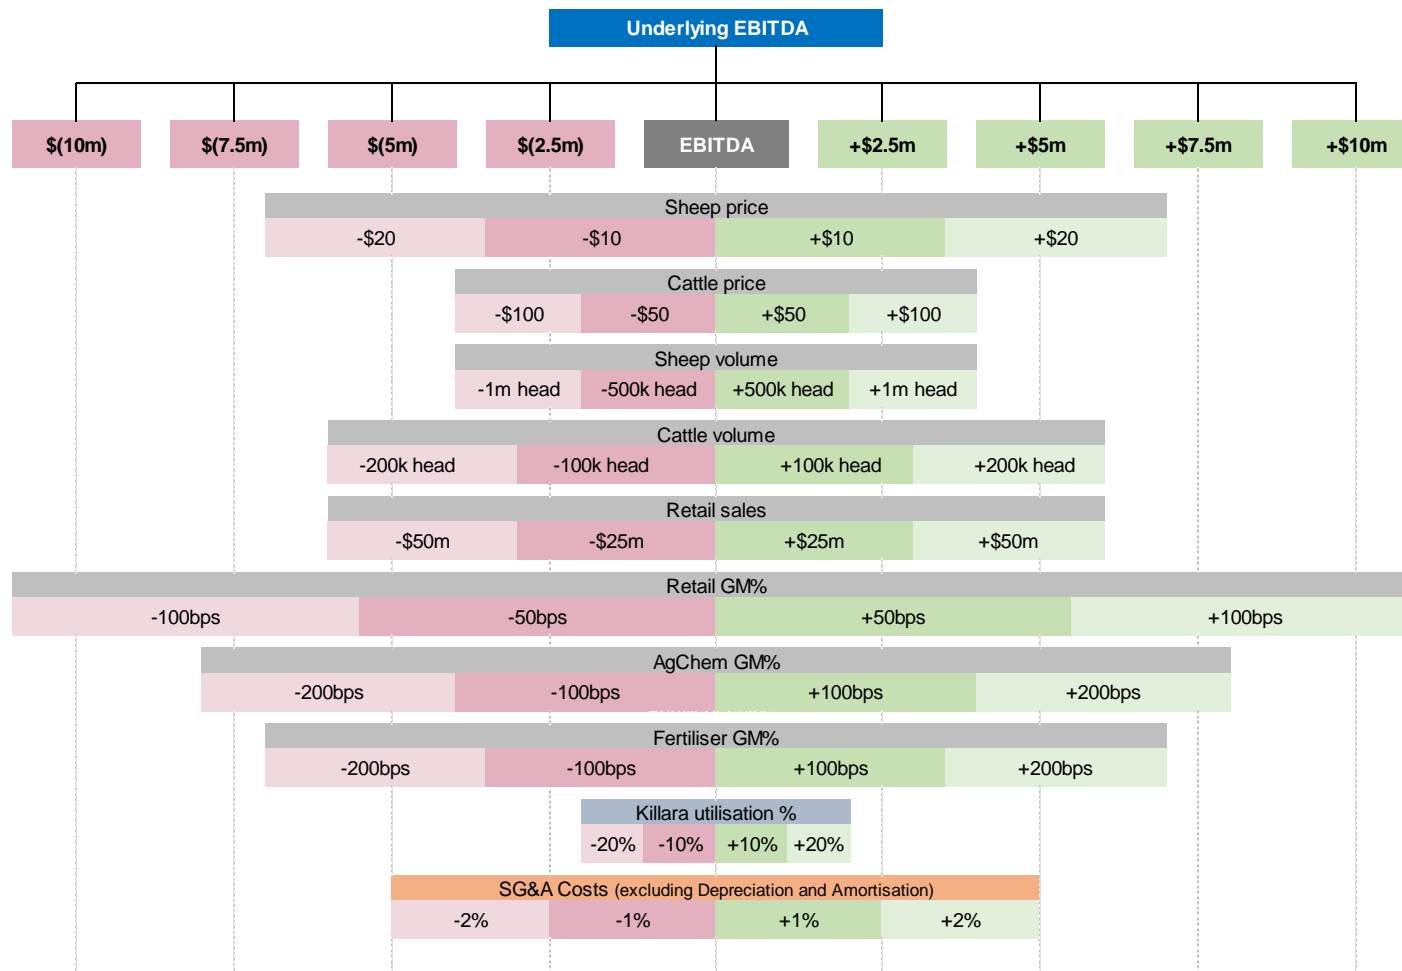 Underlying EBITDA
$(10m) $(7.5m) $(5m) $(2.5m) EBITDA +$2.5m +$5m +$7.5m +$10m
Sheep price
-$20 -$10 +$10 +$20
Cattle price
-$100 -$50 +$50 +$100
Sheep volume
-1m head -500k head +500k head +1m head
Cattle volume
-200k head -100k head +100k head +200k head
Retail sales
-$50m -$25m +$25m +$50m
Retail GM%
-100bps -50bps +50bps +100bps
AgChem GM%
-200bps -100bps +100bps +200bps
Fertiliser GM%
-200bps -100bps +100bps +200bps
Killara utilisation %
-20% -10% +10% +20%
SG&A Costs (excluding Depreciation and Amortisation)
-2% -1% +1% +2%